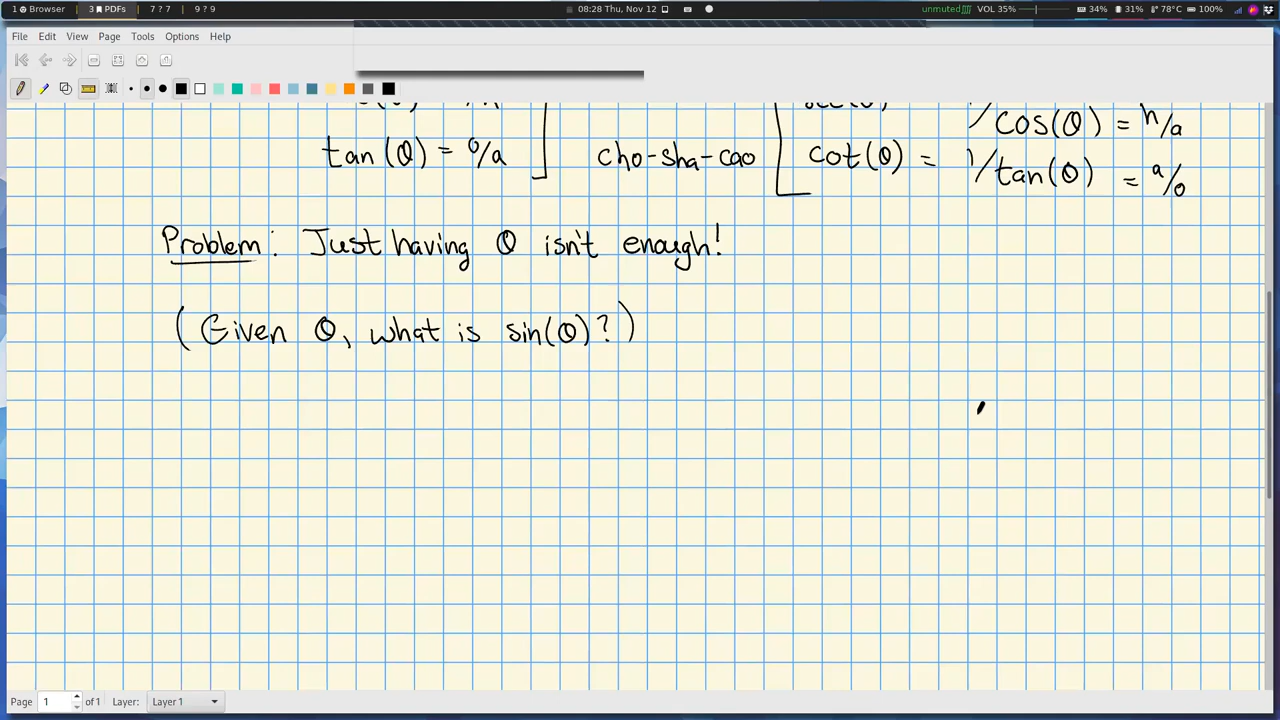 1 Browser 3 PDFs 7 ? 7 9 ? 9 08:28 Thu, Nov 12 unmuted VOL 35% 34% 31% 78°C 100%
File Edit View Page Tools Options Help
1/cos(θ) = h/a
tan(θ) = o/a cho-sha-cao cot(θ) = 1/tan(θ) = a/o
Problem: Just having θ isn't enough!
(Given θ, what is sin(θ)?)
Page 1 of 1 Layer: Layer 1